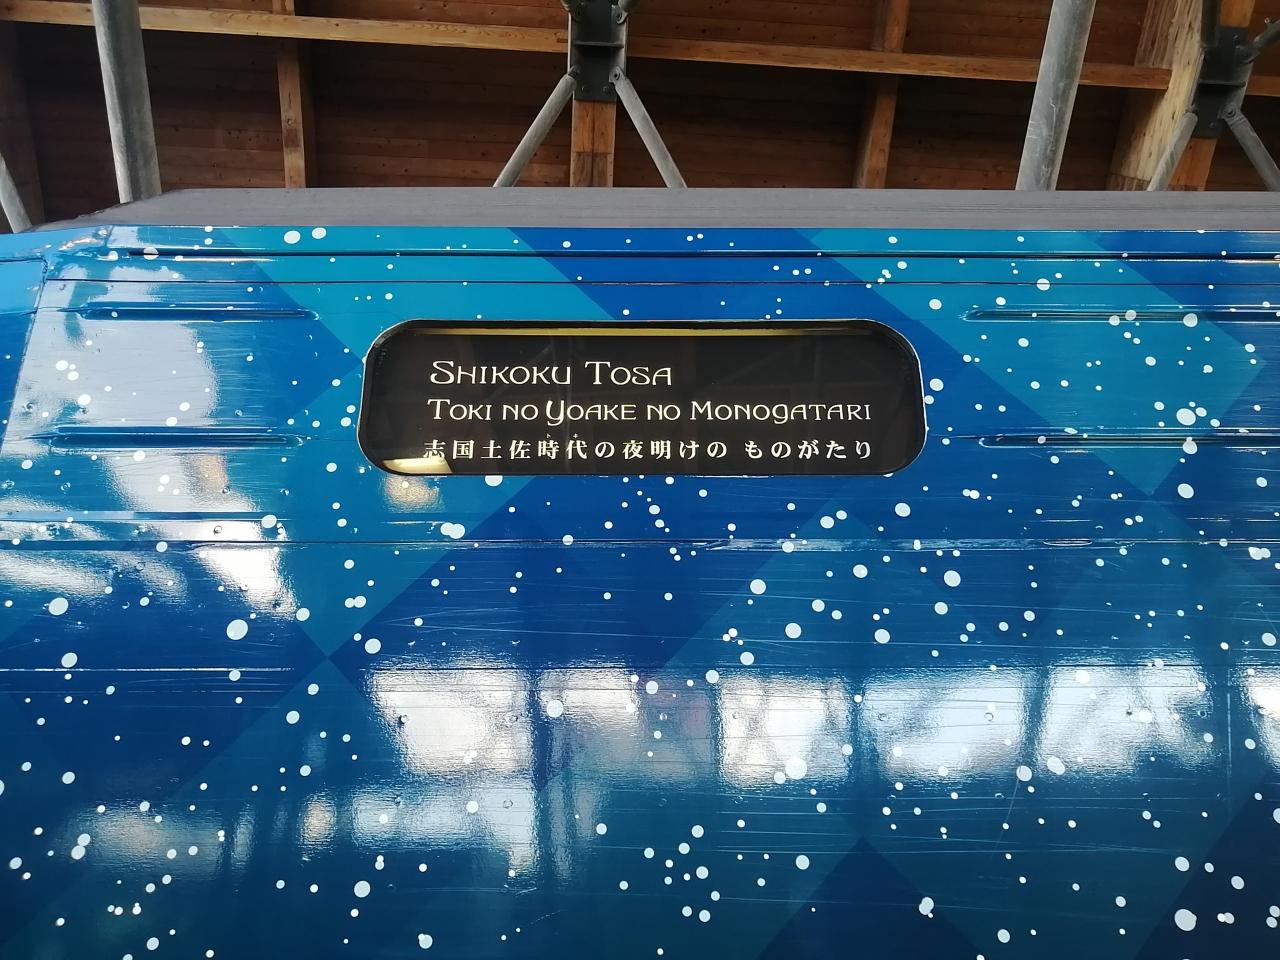 Shikoku Tosa
Toki no Yoake no Monogatari
志国土佐時代の夜明けの ものがたり